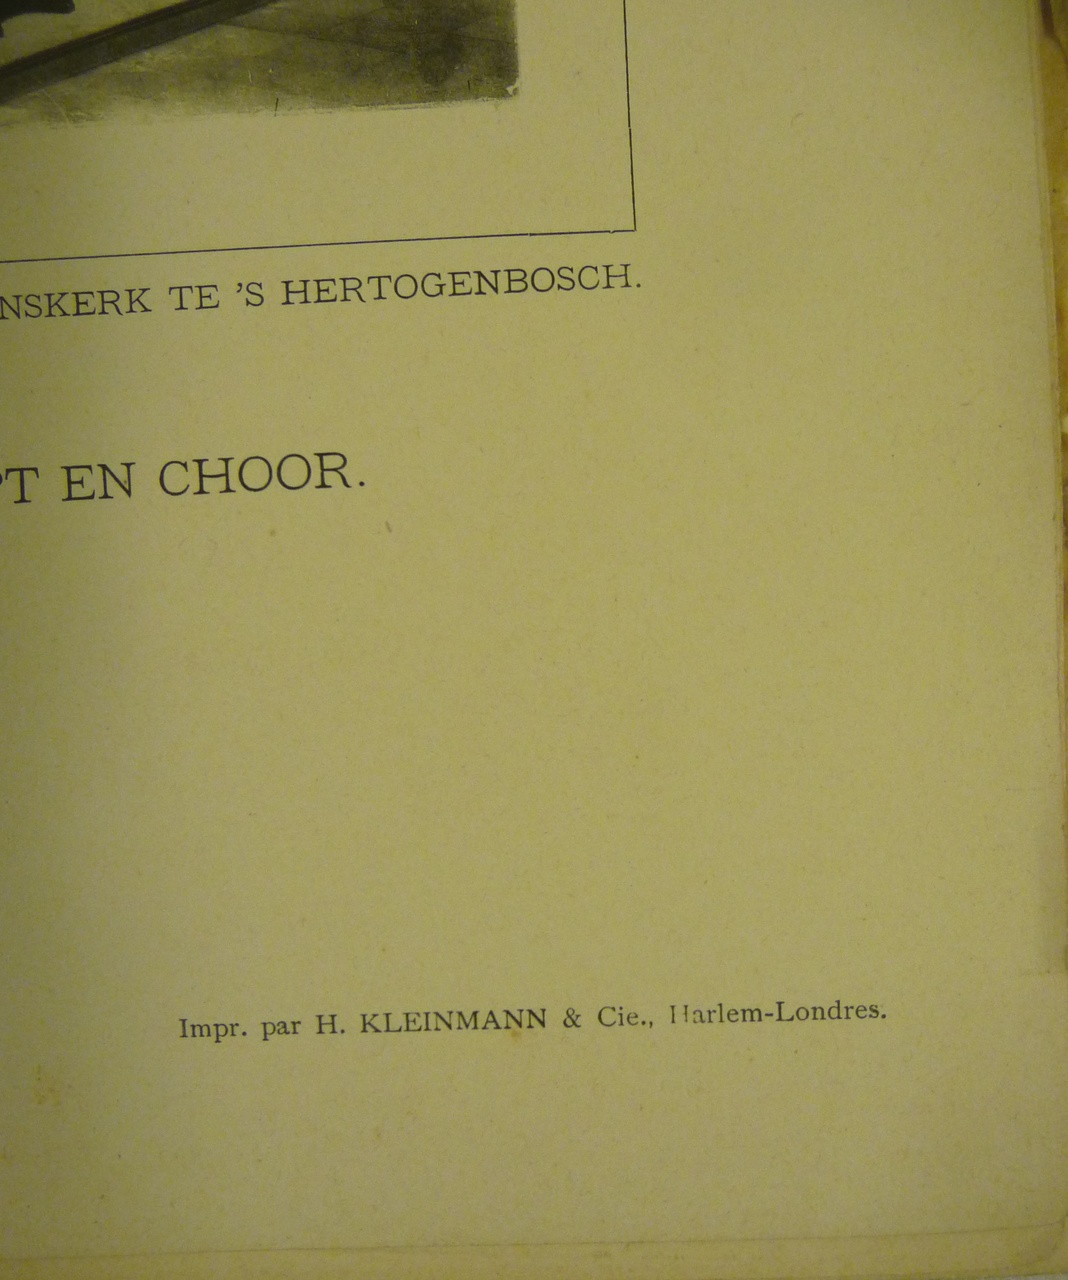 NSKERK TE 'S HERTOGENBOSCH.
T EN CHOOR.
Impr. par H. KLEINMANN & Cie., Harlem-Londres.